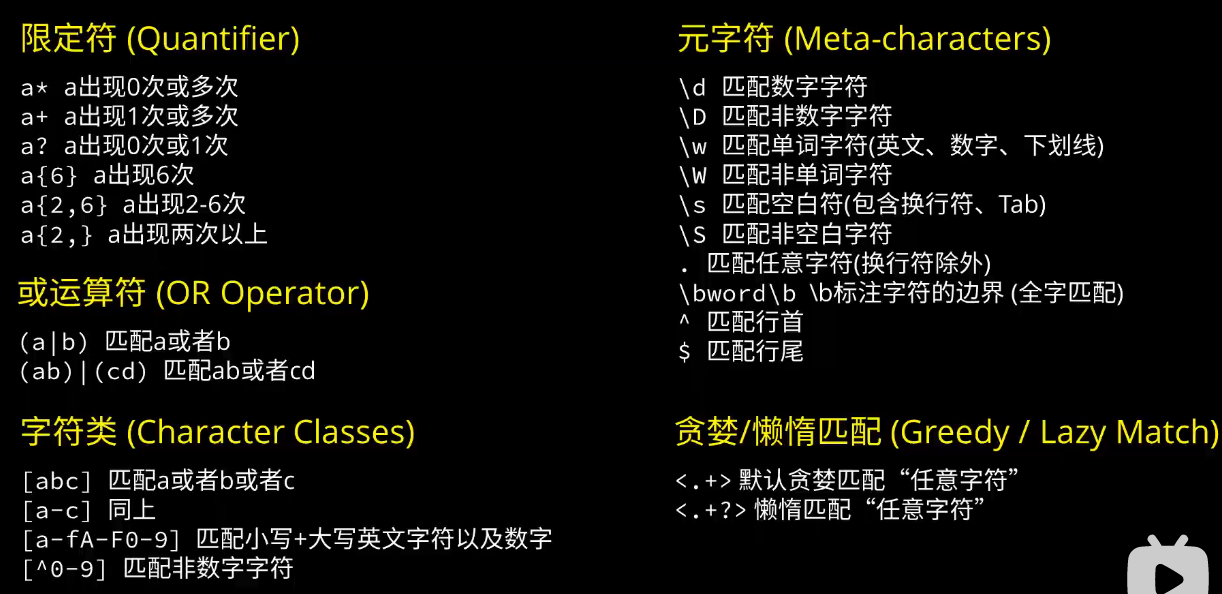 限定符 (Quantifier)
a* a出现0次或多次
a+ a出现1次或多次
a? a出现0次或1次
a{6} a出现6次
a{2,6} a出现2-6次
a{2,} a出现两次以上
或运算符 (OR Operator)
(a|b) 匹配a或者b
(ab)|(cd) 匹配ab或者cd
字符类 (Character Classes)
[abc] 匹配a或者b或者c
[a-c] 同上
[a-fA-F0-9] 匹配小写+大写英文字符以及数字
[^0-9] 匹配非数字字符
元字符 (Meta-characters)
\d 匹配数字字符
\D 匹配非数字字符
\w 匹配单词字符(英文、数字、下划线)
\W 匹配非单词字符
\s 匹配空白符(包含换行符、Tab)
\S 匹配非空白字符
. 匹配任意字符(换行符除外)
\bword\b \b标注字符的边界 (全字匹配)
^ 匹配行首
$ 匹配行尾
贪婪/懒惰匹配 (Greedy / Lazy Match)
<.+> 默认贪婪匹配“任意字符”
<.+?> 懒惰匹配“任意字符”